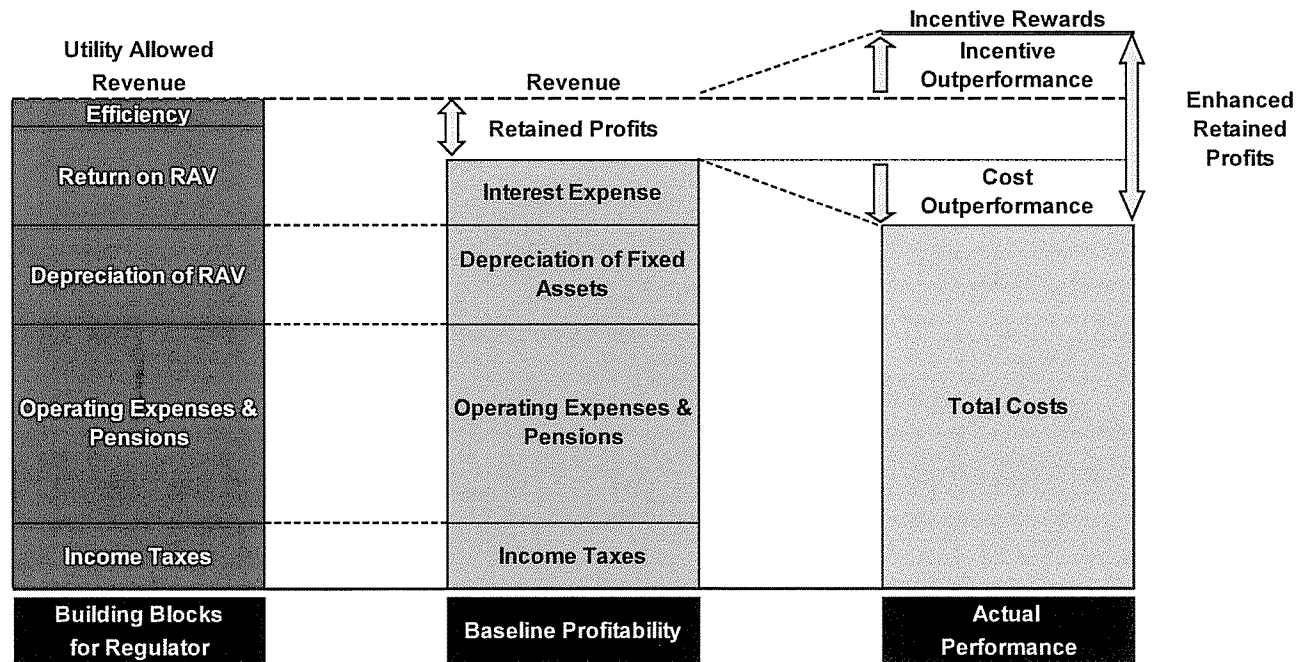 Utility Allowed
Revenue
Efficiency
Return on RAV
Depreciation of RAV
Operating Expenses &
Pensions
Income Taxes
Building Blocks
for Regulator
Revenue
Retained Profits
Interest Expense
Depreciation of Fixed
Assets
Operating Expenses &
Pensions
Income Taxes
Baseline Profitability
Incentive Rewards
Incentive
Outperformance
Cost
Outperformance
Total Costs
Actual
Performance
Enhanced
Retained
Profits